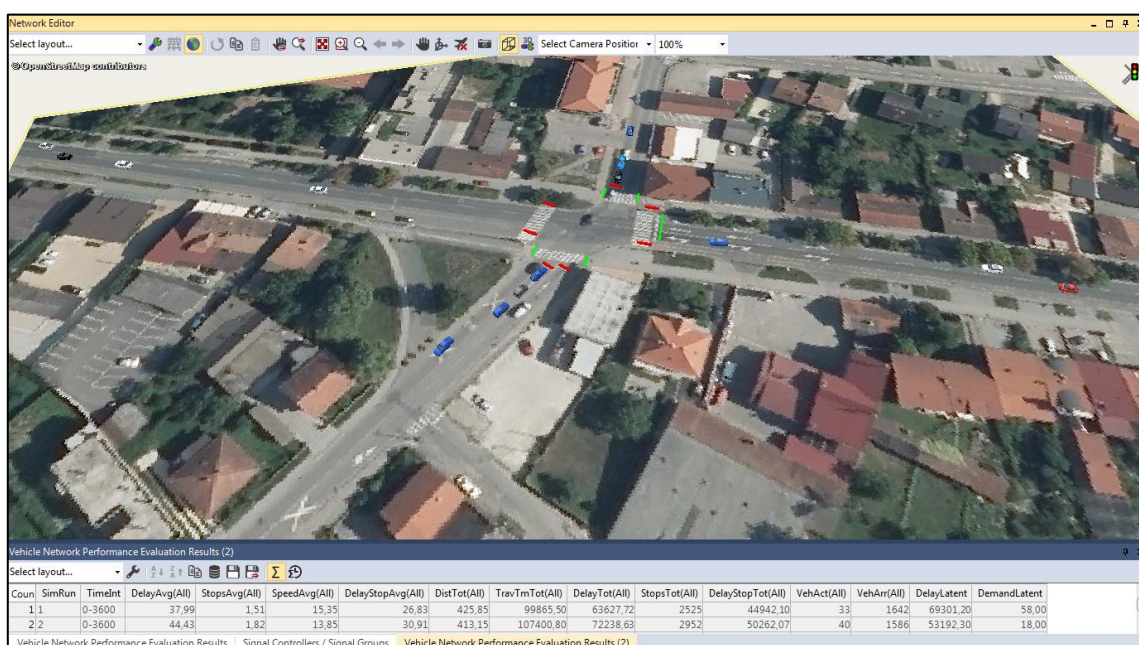 Network Editor
Select layout... Select Camera Position 100%
© OpenStreetMap contributors
Vehicle Network Performance Evaluation Results (2)
Select layout...
Coun SimRun TimeInt DelayAvg(All) StopsAvg(All) SpeedAvg(All) DelayStopAvg(All) DistTot(All) TravTmTot(All) DelayTot(All) StopsTot(All) DelayStopTot(All) VehAct(All) VehArr(All) DelayLatent DemandLatent
1 1 0-3600 37,99 1,51 15,35 26,83 425,85 99865,50 63627,72 2525 44942,10 33 1642 69301,20 58,00
2 2 0-3600 44,43 1,82 13,85 30,91 413,15 107400,80 72238,63 2952 50262,07 40 1586 53192,30 18,00
Vehicle Network Performance Evaluation Results Signal Controllers / Signal Groups Vehicle Network Performance Evaluation Results (2)